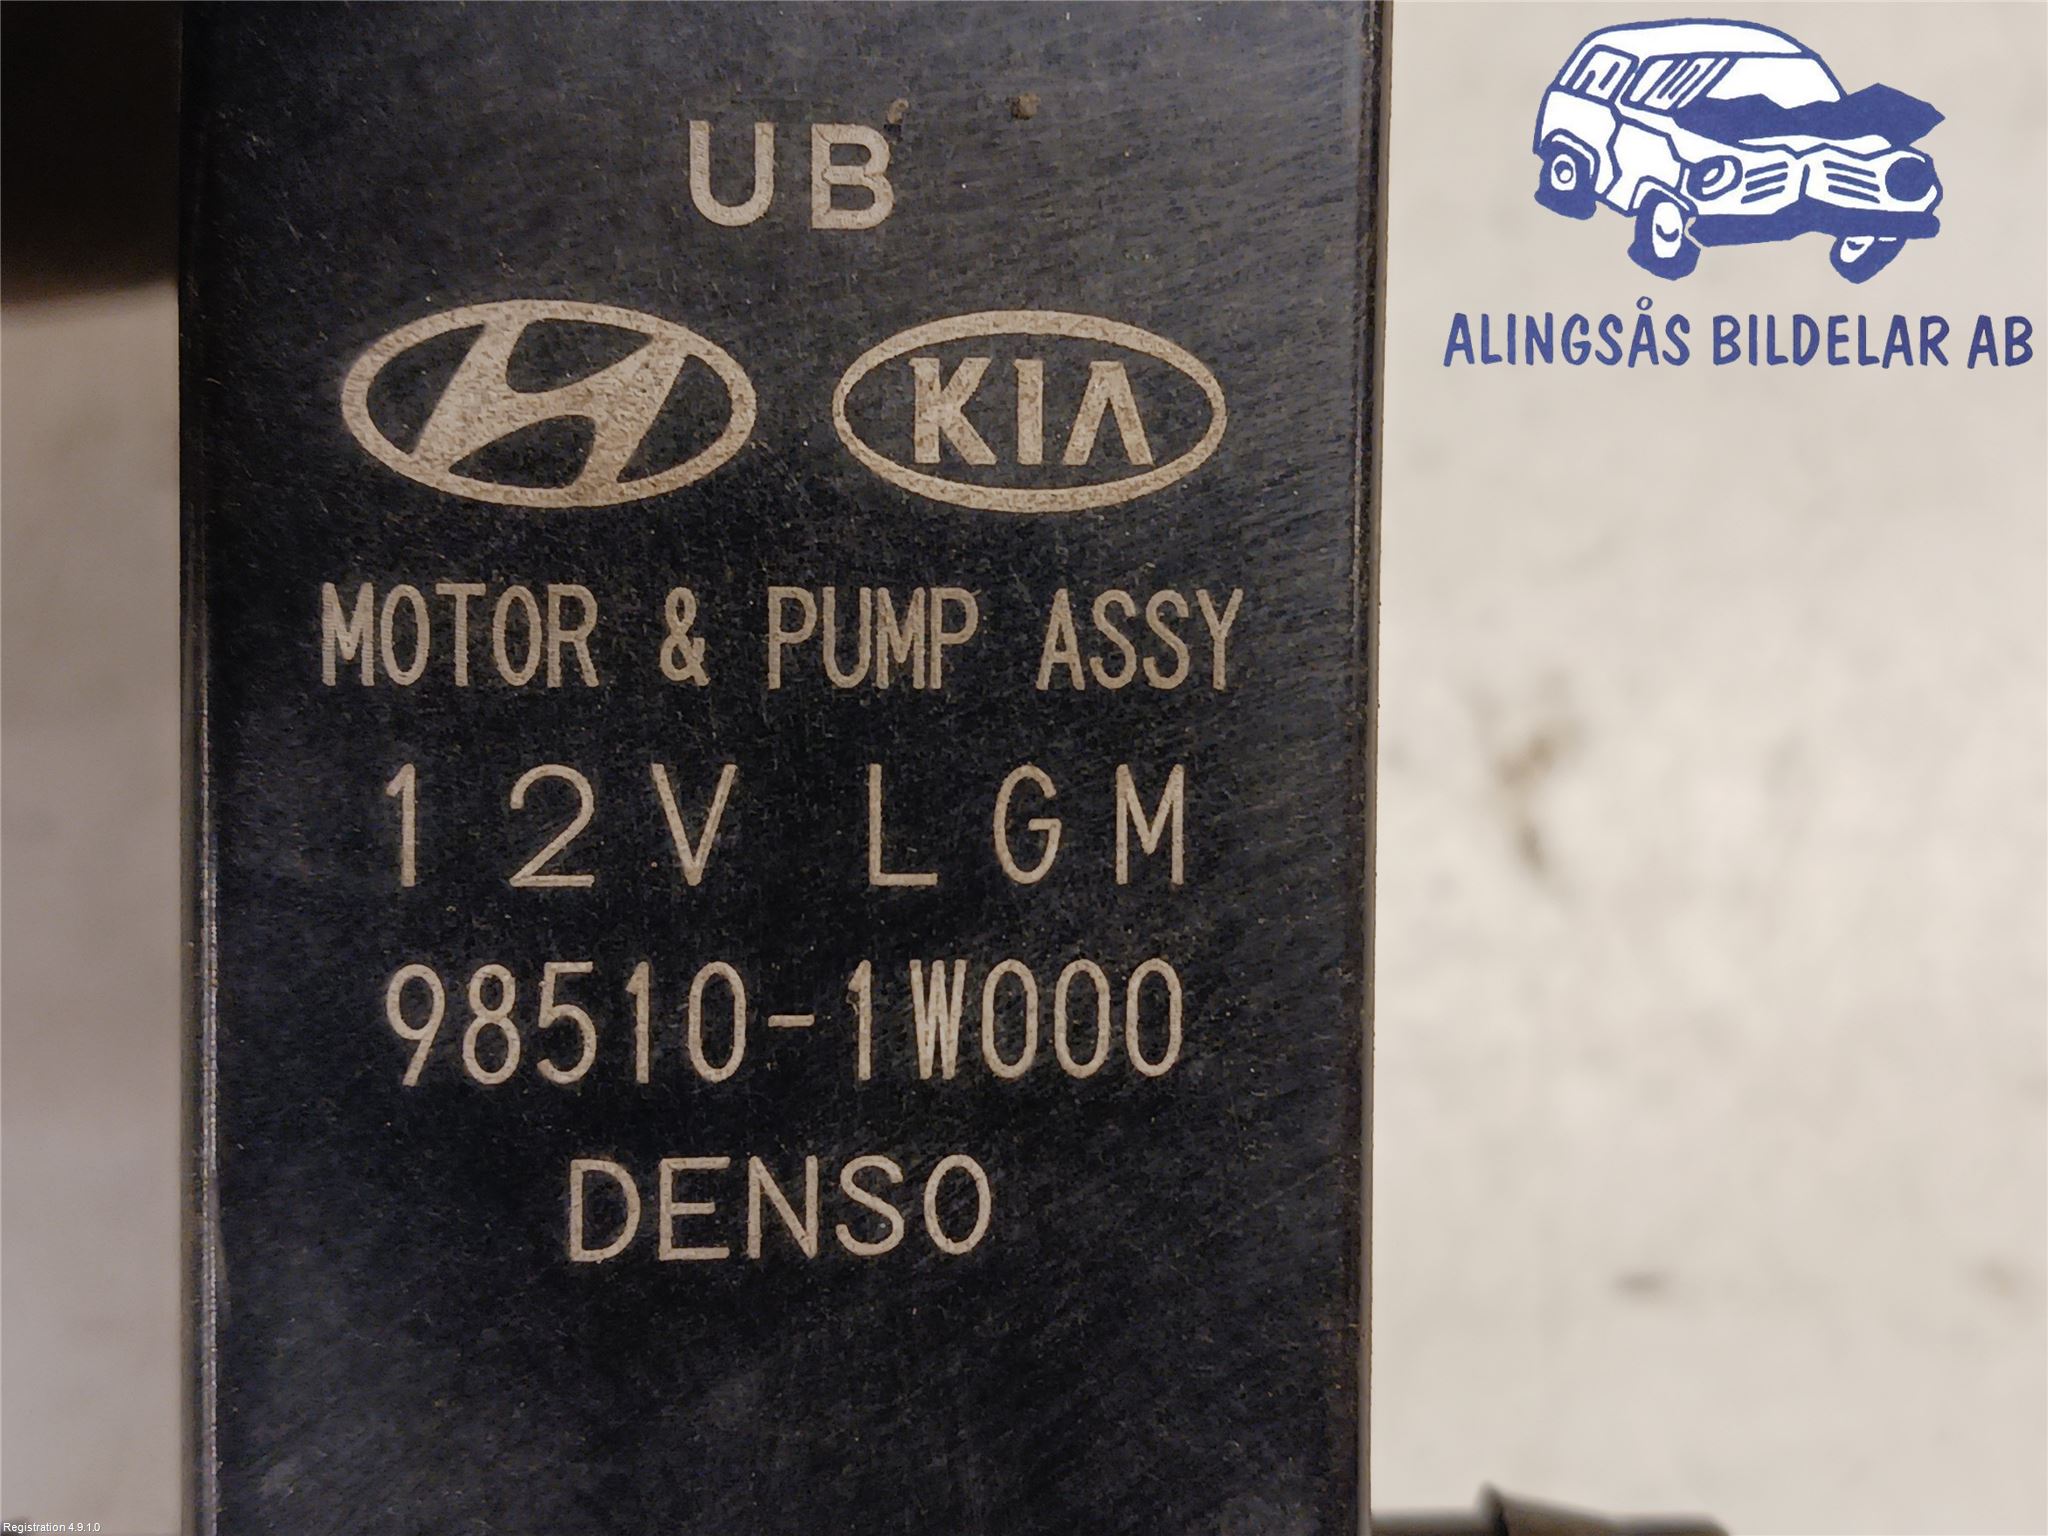 UB
KIA
MOTOR & PUMP ASSY
12V LGM
98510-1W000
DENSO
ALINGSÅS BILDELAR AB
Registration 4.9.1.0